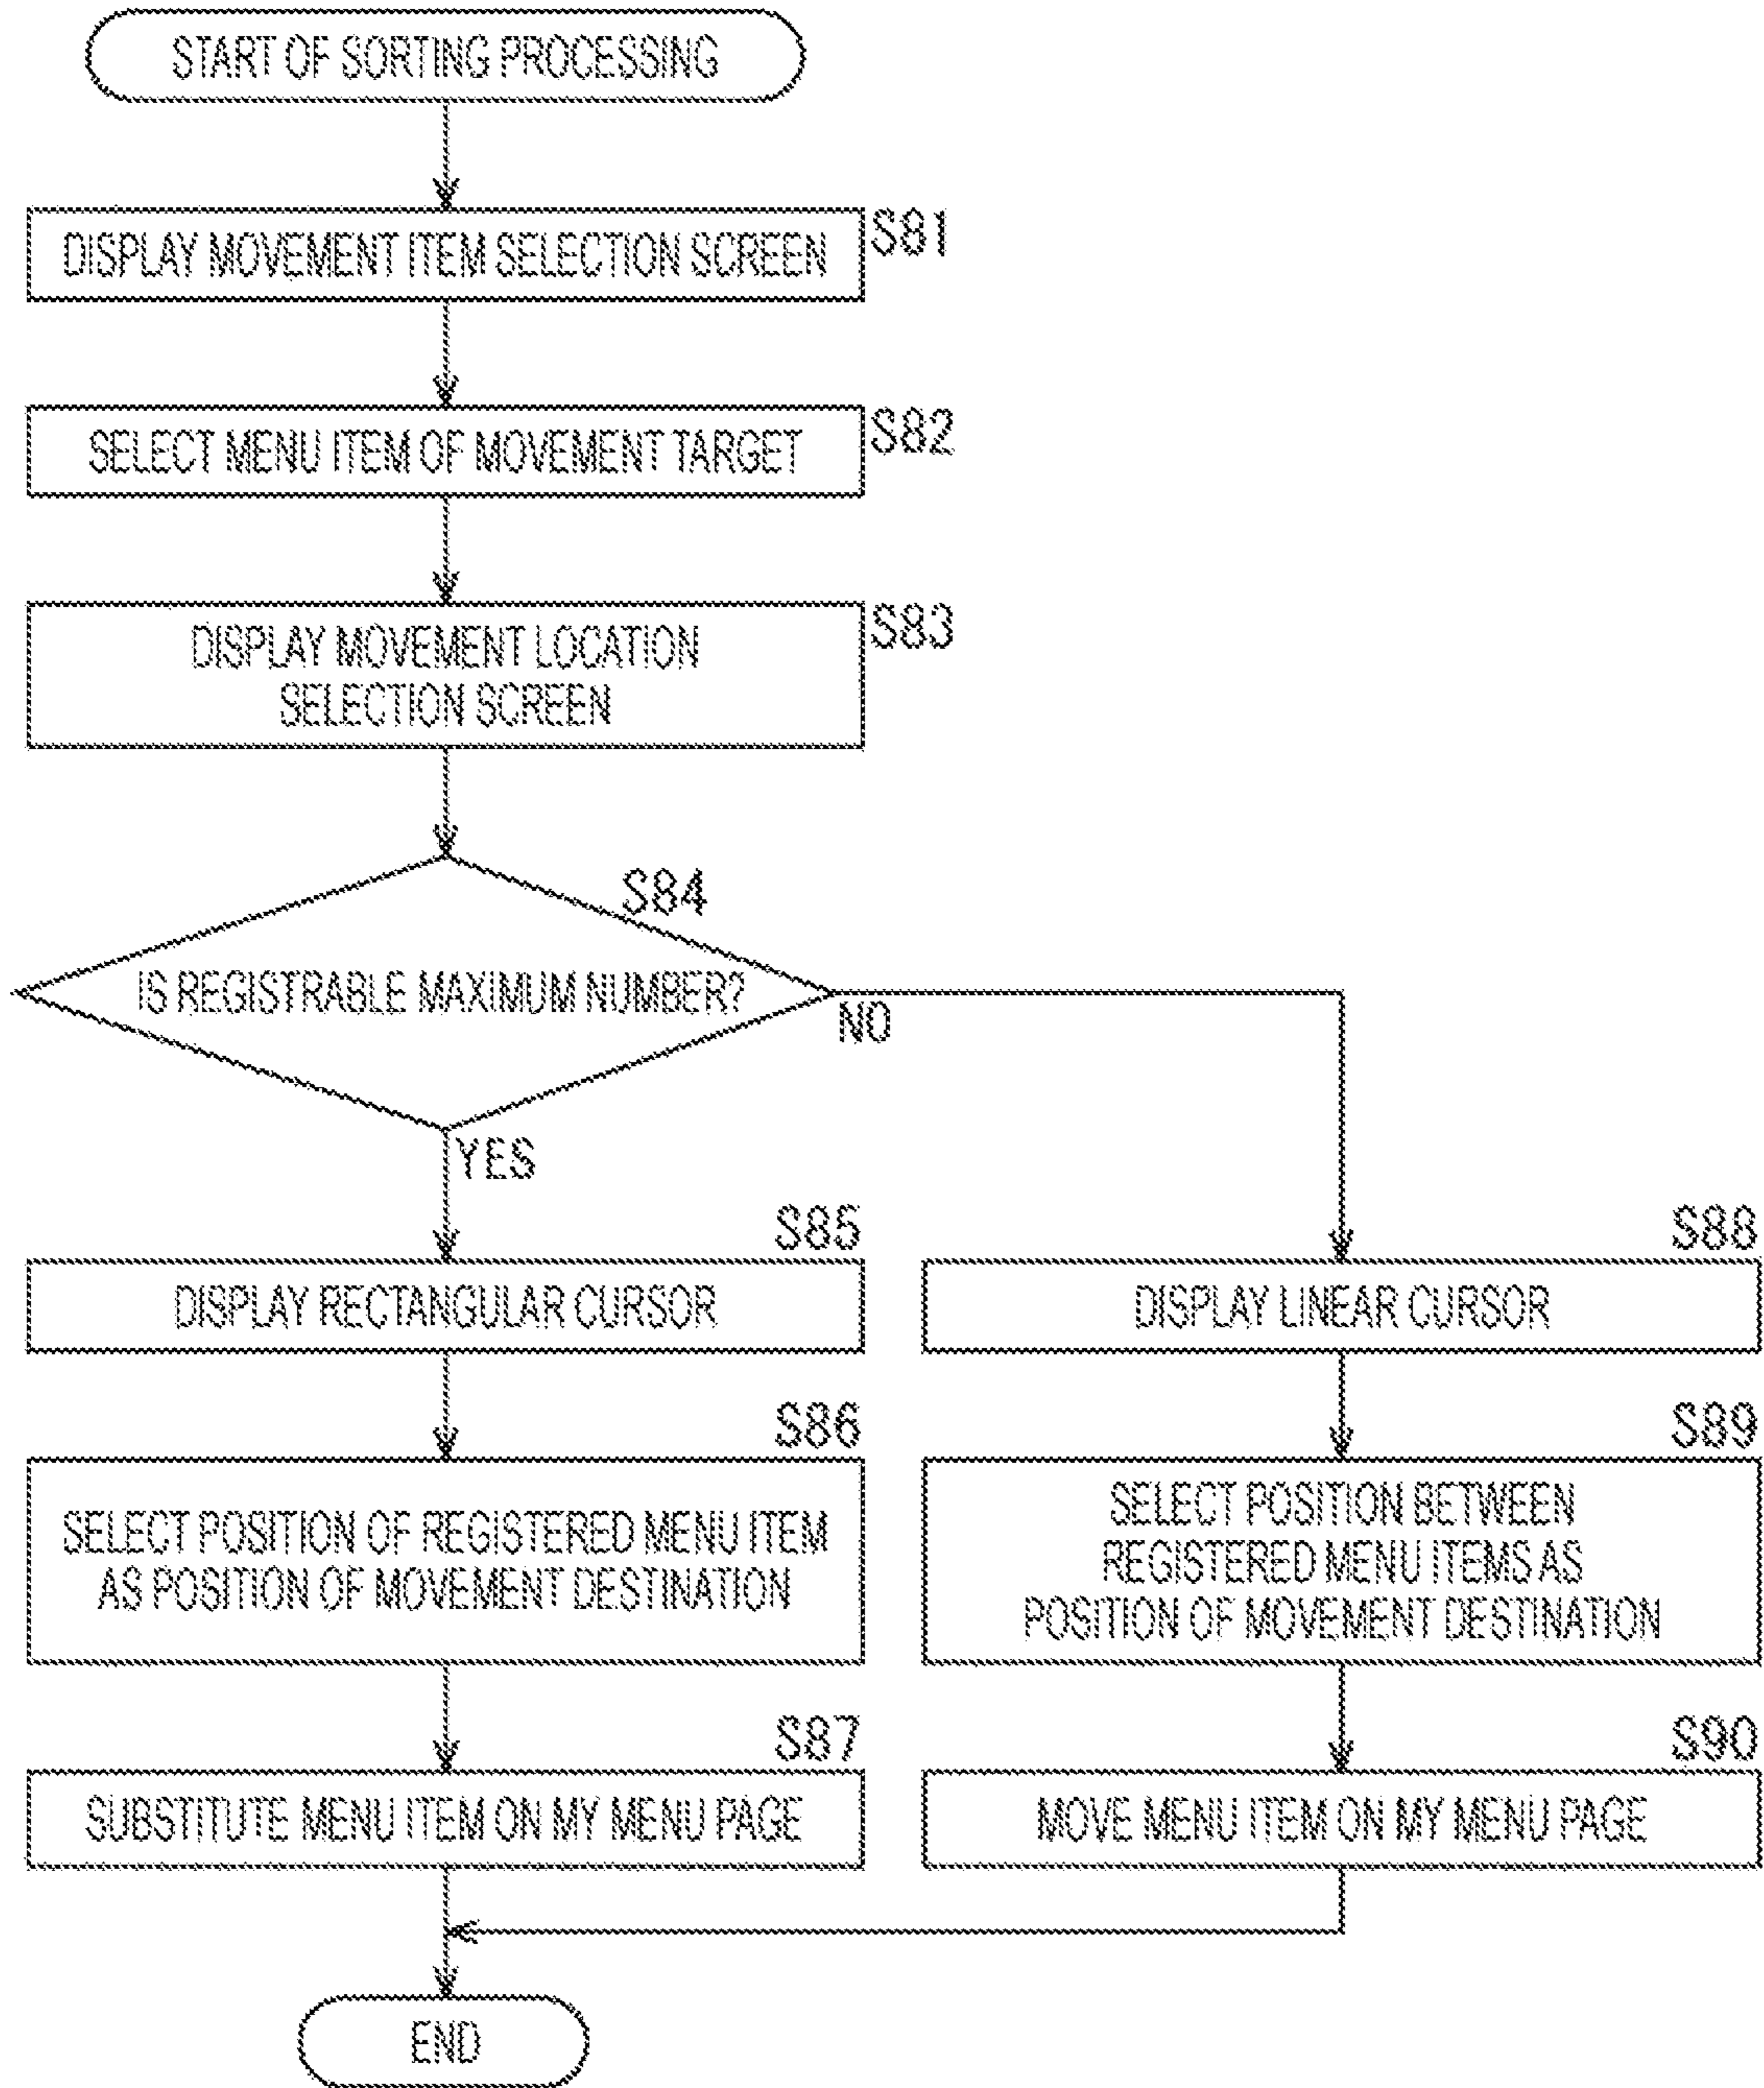 START OF SORTING PROCESSING
DISPLAY MOVEMENT ITEM SELECTION SCREEN
S81
SELECT MENU ITEM OF MOVEMENT TARGET
S82
DISPLAY MOVEMENT LOCATION
SELECTION SCREEN
S83
S84
IS REGISTRABLE MAXIMUM NUMBER?
NO
YES
S85
DISPLAY RECTANGULAR CURSOR
S86
SELECT POSITION OF REGISTERED MENU ITEM
AS POSITION OF MOVEMENT DESTINATION
S87
SUBSTITUTE MENU ITEM ON MY MENU PAGE
S88
DISPLAY LINEAR CURSOR
S89
SELECT POSITION BETWEEN
REGISTERED MENU ITEMS AS
POSITION OF MOVEMENT DESTINATION
S90
MOVE MENU ITEM ON MY MENU PAGE
END